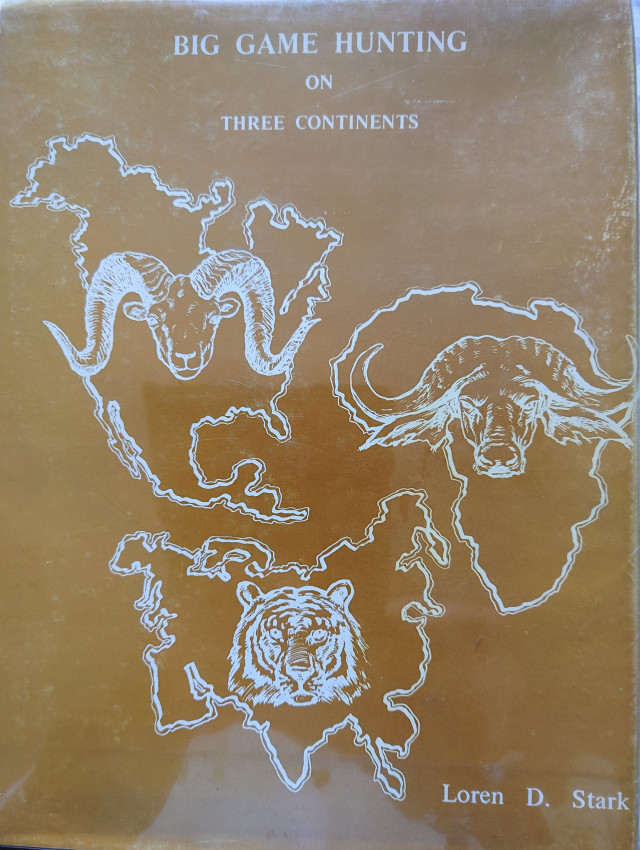 BIG GAME HUNTING
ON
THREE CONTINENTS
Loren D. Stark